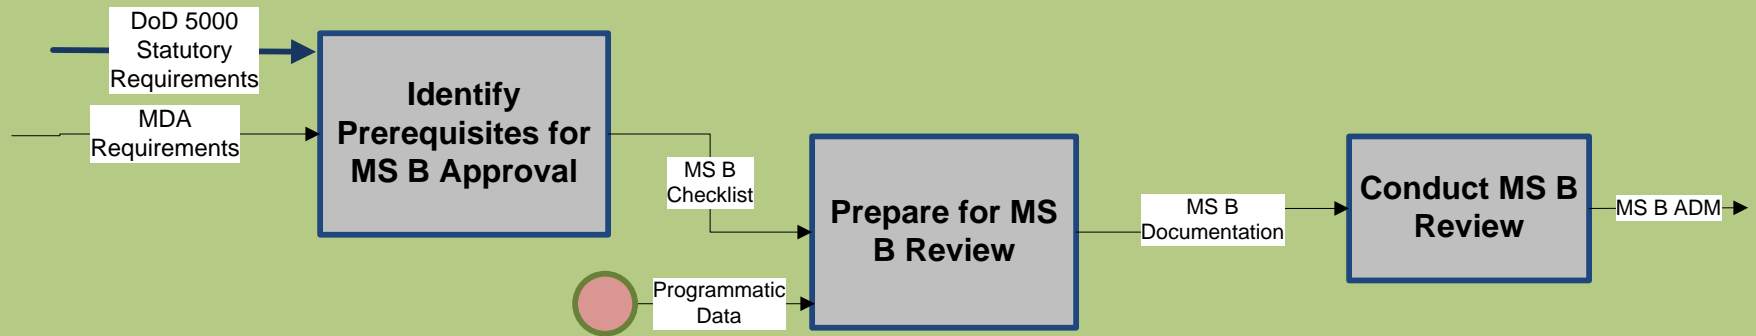 DoD 5000
Statutory
Requirements
MDA
Requirements
Identify
Prerequisites for
MS B Approval
MS B
Checklist
Programmatic
Data
Prepare for MS
B Review
MS B
Documentation
Conduct MS B
Review
MS B ADM